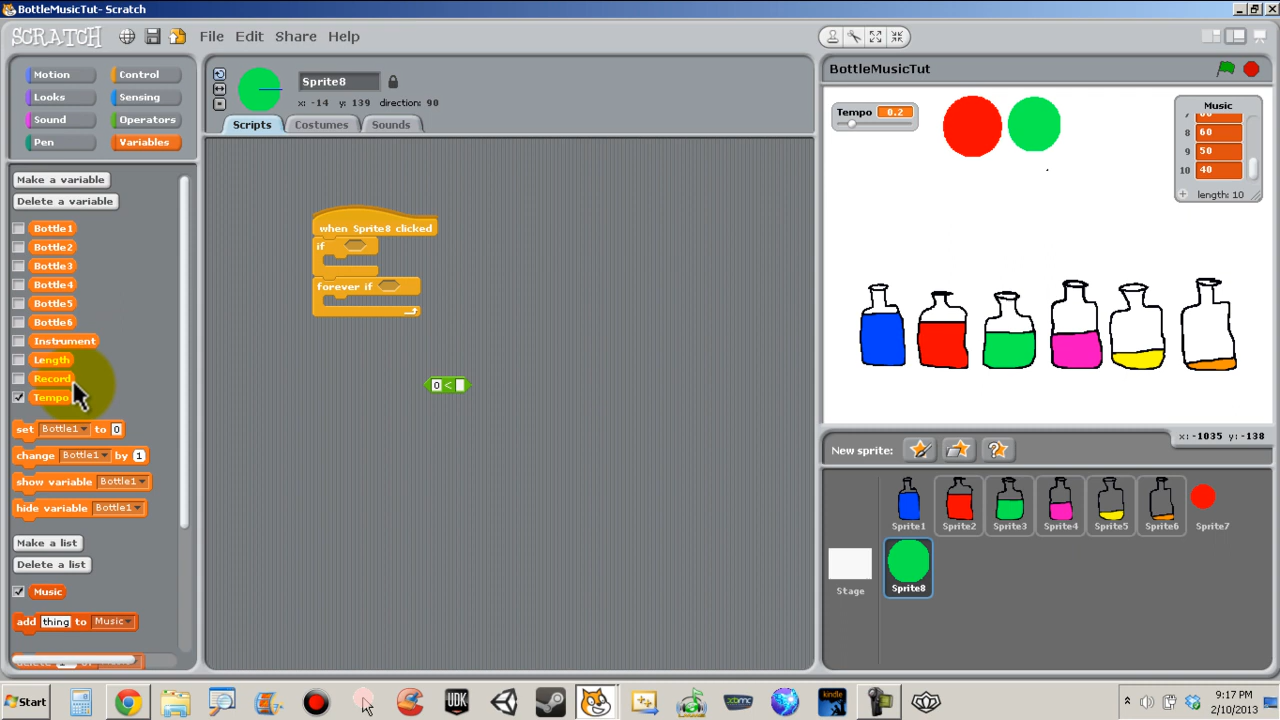 BottleMusicTut- Scratch
SCRATCH File Edit Share Help
Motion Control
Looks Sensing
Sound Operators
Pen Variables
Make a variable
Delete a variable
Bottle1
Bottle2
Bottle3
Bottle4
Bottle5
Bottle6
Instrument
Length
Record
Tempo
set Bottle1 to 0
change Bottle1 by 1
show variable Bottle1
hide variable Bottle1
Make a list
Delete a list
Music
add thing to Music
Sprite8
x: -14 y: 139 direction: 90
Scripts Costumes Sounds
when Sprite8 clicked
if
forever if
0 <
BottleMusicTut
Tempo 0.2
Music
8 60
9 50
10 40
length: 10
x: -1035 y: -138
New sprite:
Sprite1 Sprite2 Sprite3 Sprite4 Sprite5 Sprite6 Sprite7
Stage
Sprite8
Start
UDK
xbmc
kindle
9:17 PM
2/10/2013